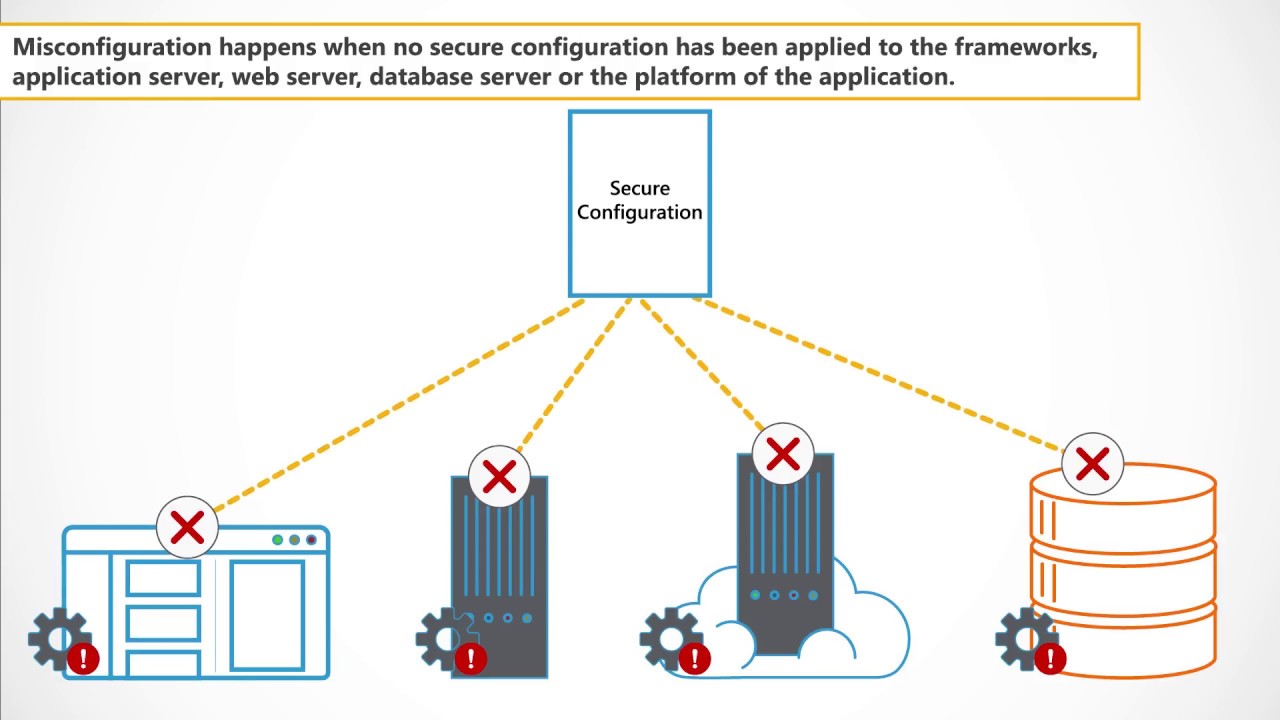 Misconfiguration happens when no secure configuration has been applied to the frameworks,
application server, web server, database server or the platform of the application.
Secure
Configuration